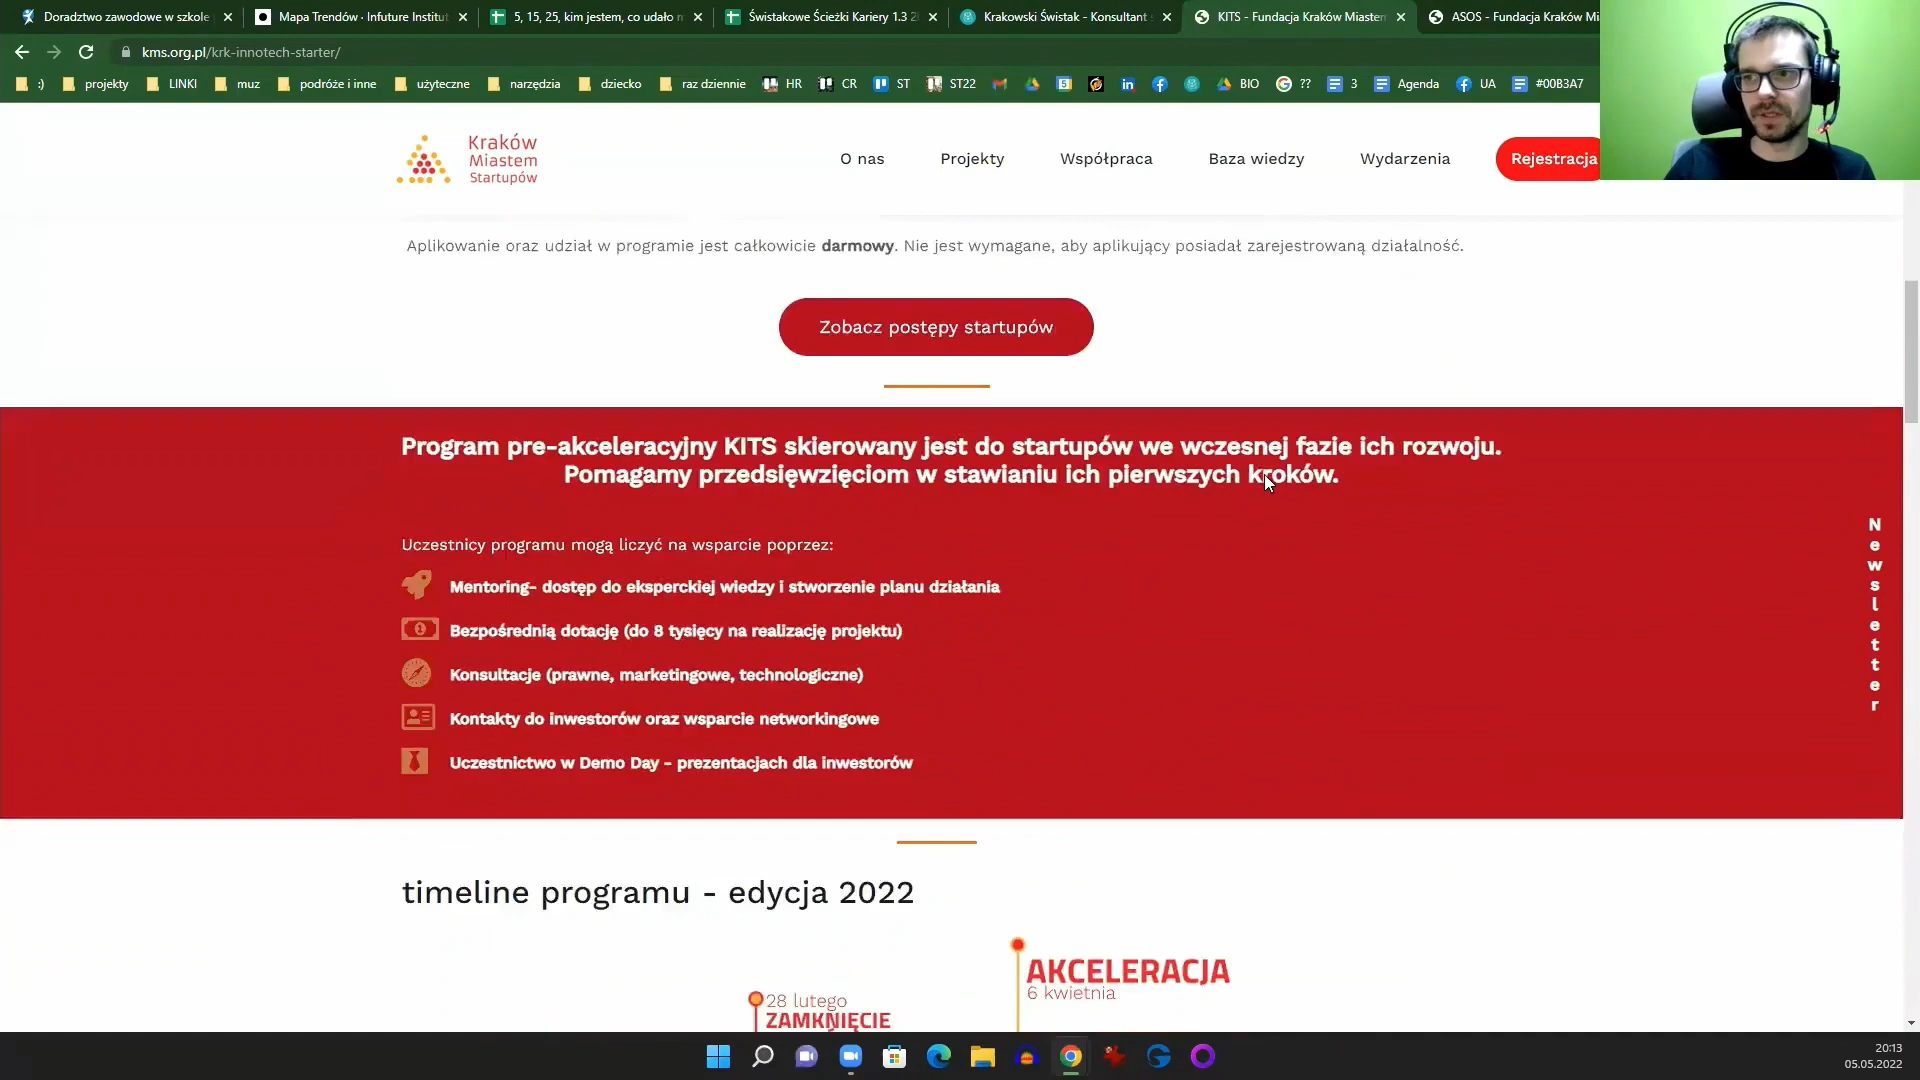 Doradztwo zawodowe w szkole
Mapa Trendów · Infuture Institut
5, 15, 25, kim jestem, co udało
Świstakowe Ścieżki Kariery 1.3 2
Krakowski Świstak - Konsultant
KITS - Fundacja Kraków Miastem
ASOS - Fundacja Kraków Mi
kms.org.pl/krk-innotech-starter/
:)
projekty
LINKI
muz
podróże i inne
użyteczne
narzędzia
dziecko
raz dziennie
HR
CR
ST
ST22
BIO
??
3
Agenda
UA
#00B3A7
Kraków
Miastem
Startupów
O nas
Projekty
Współpraca
Baza wiedzy
Wydarzenia
Rejestracja
Aplikowanie oraz udział w programie jest całkowicie darmowy. Nie jest wymagane, aby aplikujący posiadał zarejestrowaną działalność.
Zobacz postępy startupów
Program pre-akceleracyjny KITS skierowany jest do startupów we wczesnej fazie ich rozwoju.
Pomagamy przedsięwzięciom w stawianiu ich pierwszych kroków.
Uczestnicy programu mogą liczyć na wsparcie poprzez:
Mentoring- dostęp do eksperckiej wiedzy i stworzenie planu działania
Bezpośrednią dotację (do 8 tysięcy na realizację projektu)
Konsultacje (prawne, marketingowe, technologiczne)
Kontakty do inwestorów oraz wsparcie networkingowe
Uczestnictwo w Demo Day - prezentacjach dla inwestorów
Newsletter
timeline programu - edycja 2022
AKCELERACJA
6 kwietnia
28 lutego
ZAMKNIĘCIE
20:13
05.05.2022